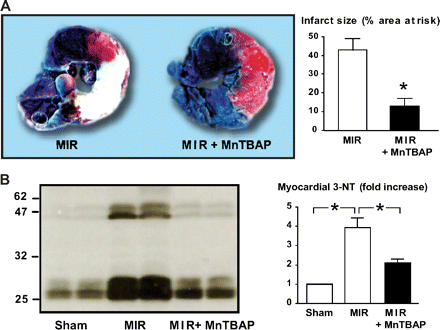 A
MIR
MIR + MnTBAP
Infarct size (% area at risk)
50
40
30
20
10
0
*
MIR
MIR
+ MnTBAP
B
62
47
32
25
Sham
MIR
MIR+ MnTBAP
Myocardial 3-NT (fold increase)
5
4
3
2
1
0
*
*
Sham
MIR
MIR
+ MnTBAP